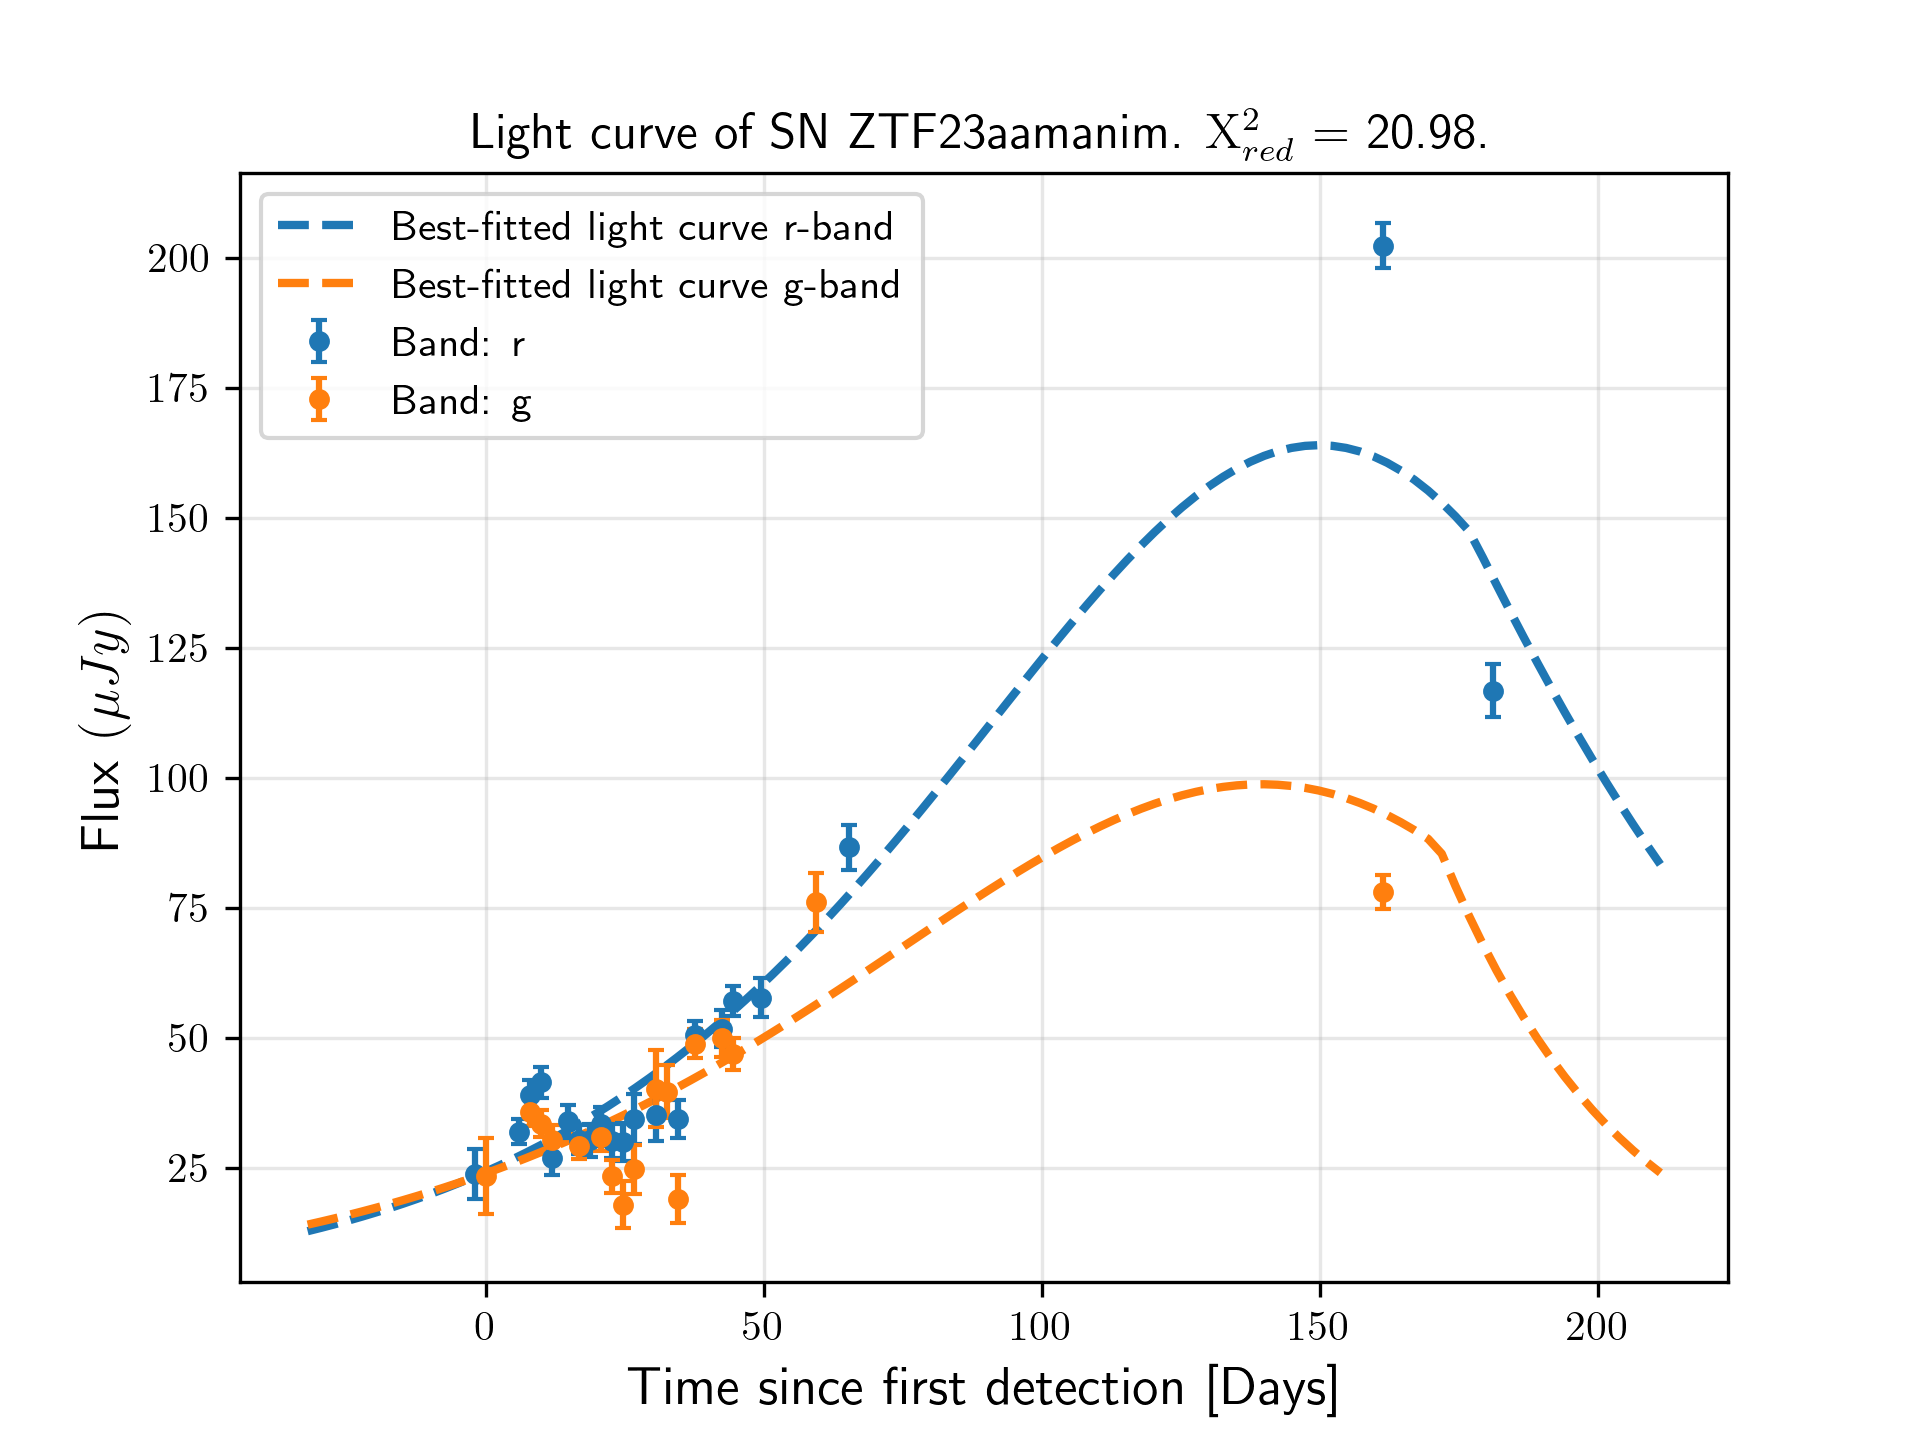 Light curve of SN ZTF23aamanim. X²red = 20.98.
Best-fitted light curve r-band
Best-fitted light curve g-band
Band: r
Band: g
Flux (μJy)
200
175
150
125
100
75
50
25
0 50 100 150 200
Time since first detection [Days]